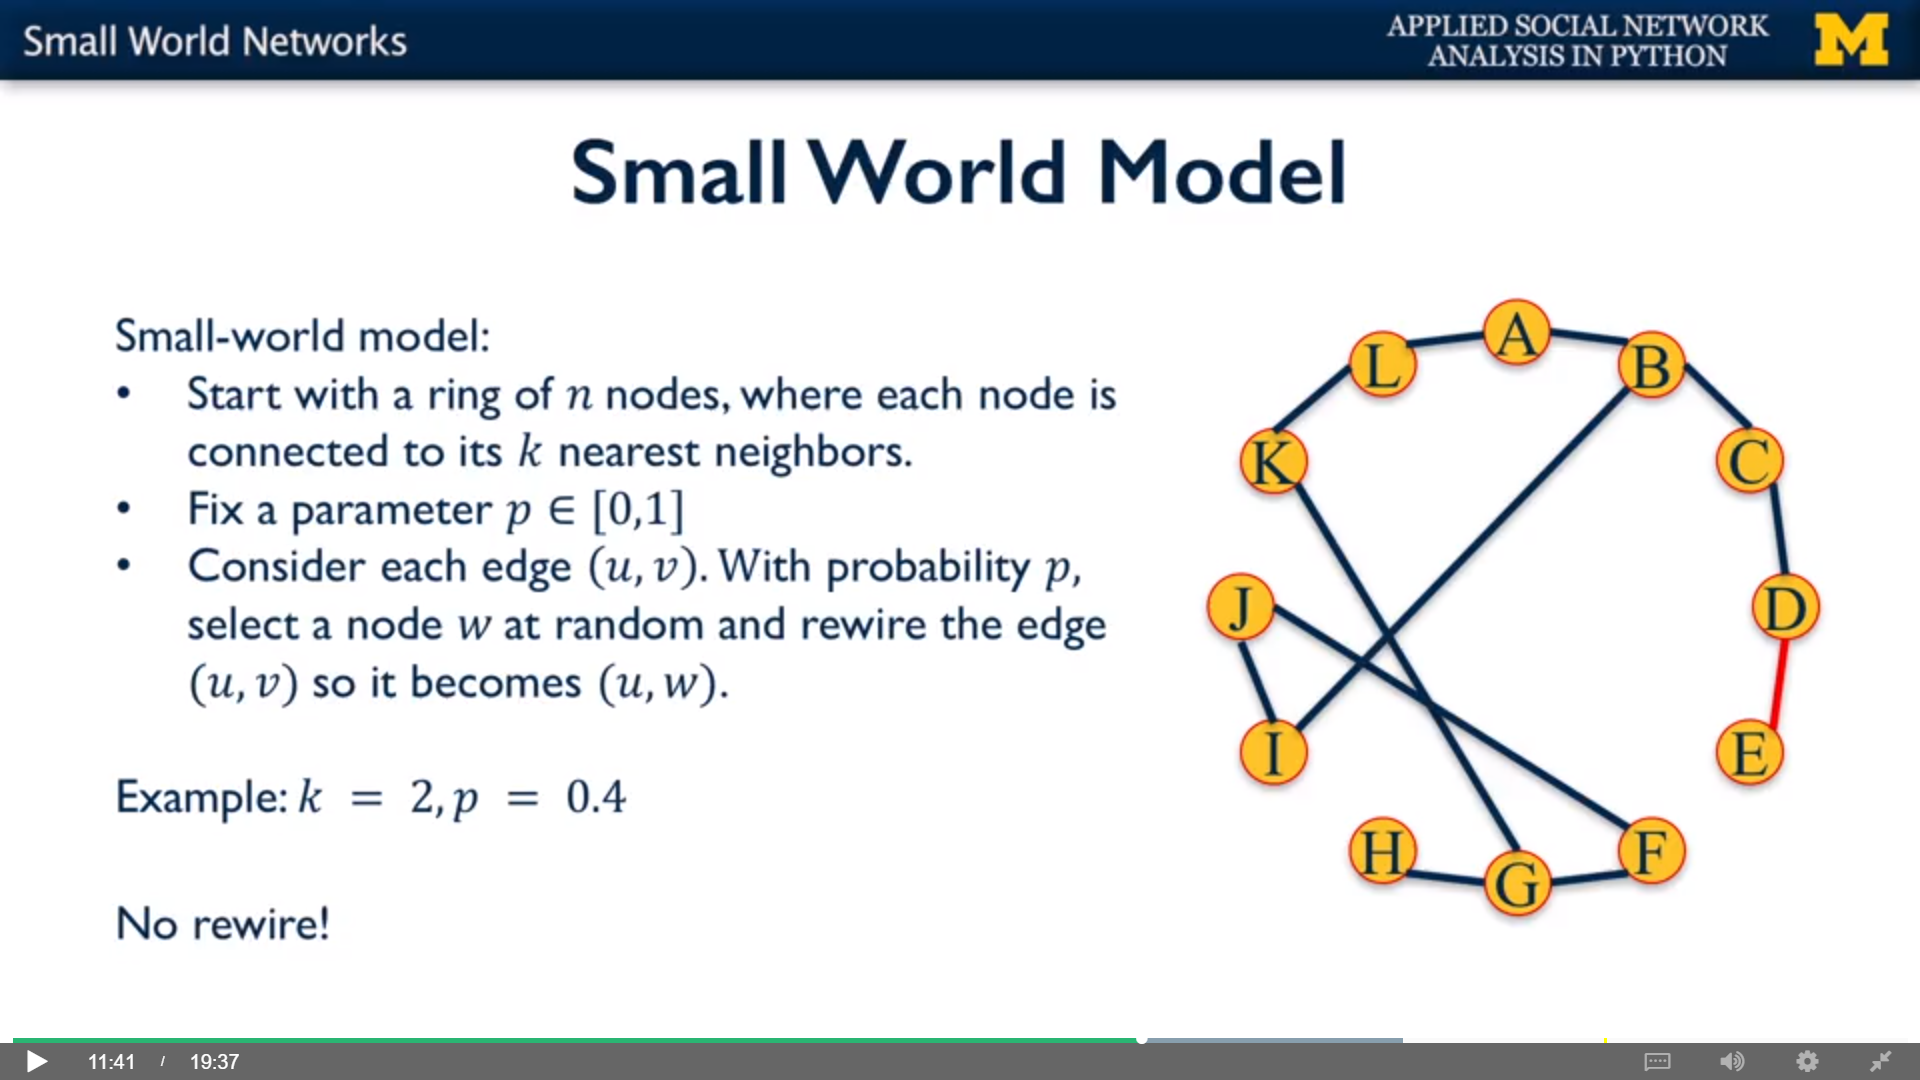 Small World Networks
APPLIED SOCIAL NETWORK
ANALYSIS IN PYTHON
M
Small World Model
Small-world model:
• Start with a ring of n nodes, where each node is
connected to its k nearest neighbors.
• Fix a parameter p ∈ [0,1]
• Consider each edge (u, v). With probability p,
select a node w at random and rewire the edge
(u, v) so it becomes (u, w).
Example: k = 2, p = 0.4
No rewire!
A
L
B
K
C
J
D
I
E
H
F
G
11:41 / 19:37